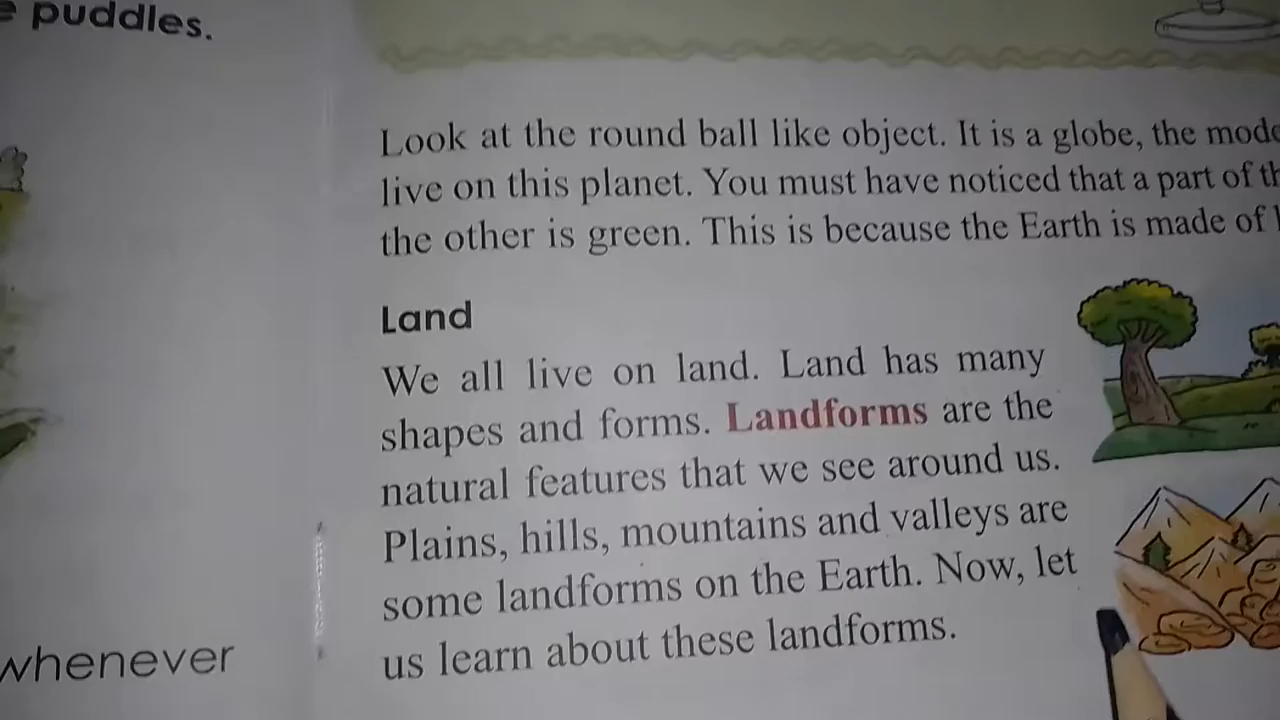 puddles.
whenever
Look at the round ball like object. It is a globe, the
live on this planet. You must have noticed that a part of
the other is green. This is because the Earth is made of
Land
We all live on land. Land has many
shapes and forms. Landforms are the
natural features that we see around us.
Plains, hills, mountains and valleys are
some landforms on the Earth. Now, let
us learn about these landforms.